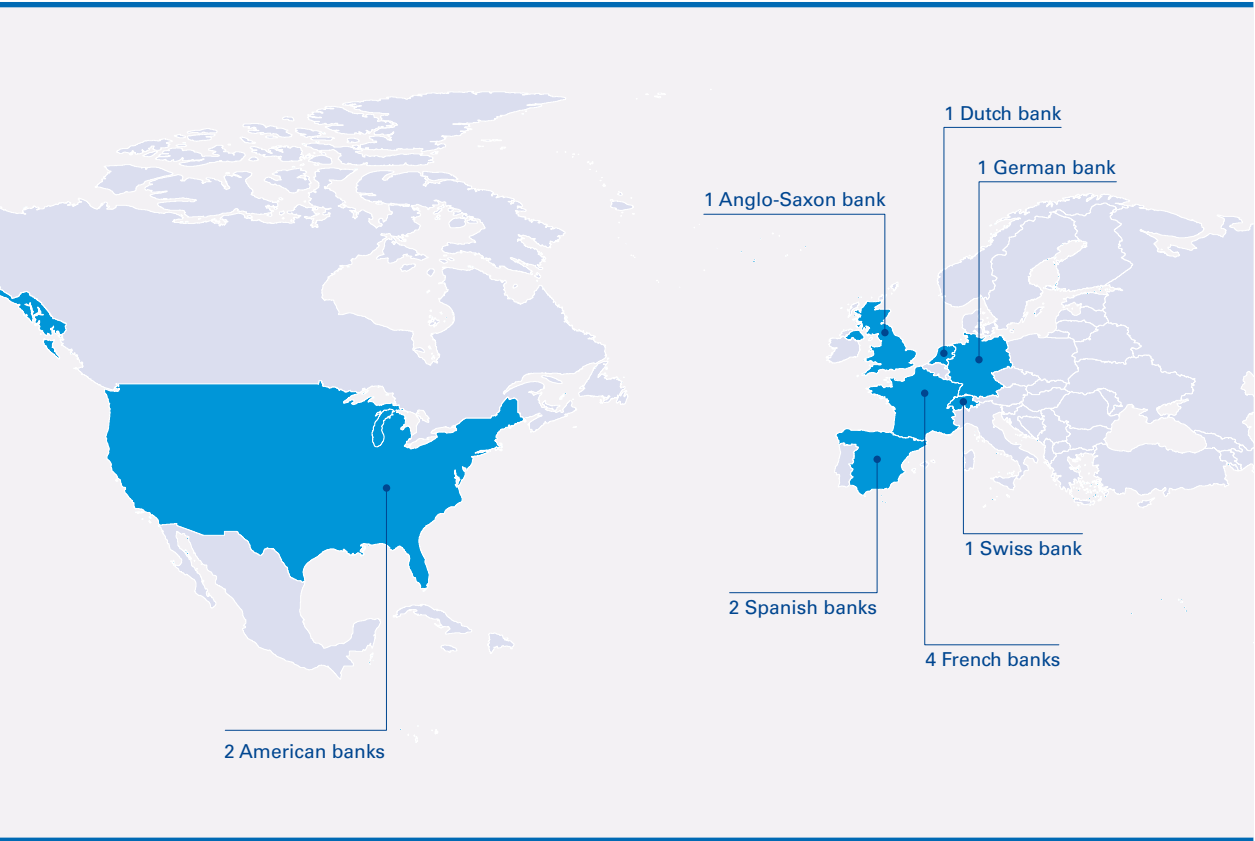 1 Dutch bank
1 German bank
1 Anglo-Saxon bank
1 Swiss bank
2 Spanish banks
4 French banks
2 American banks